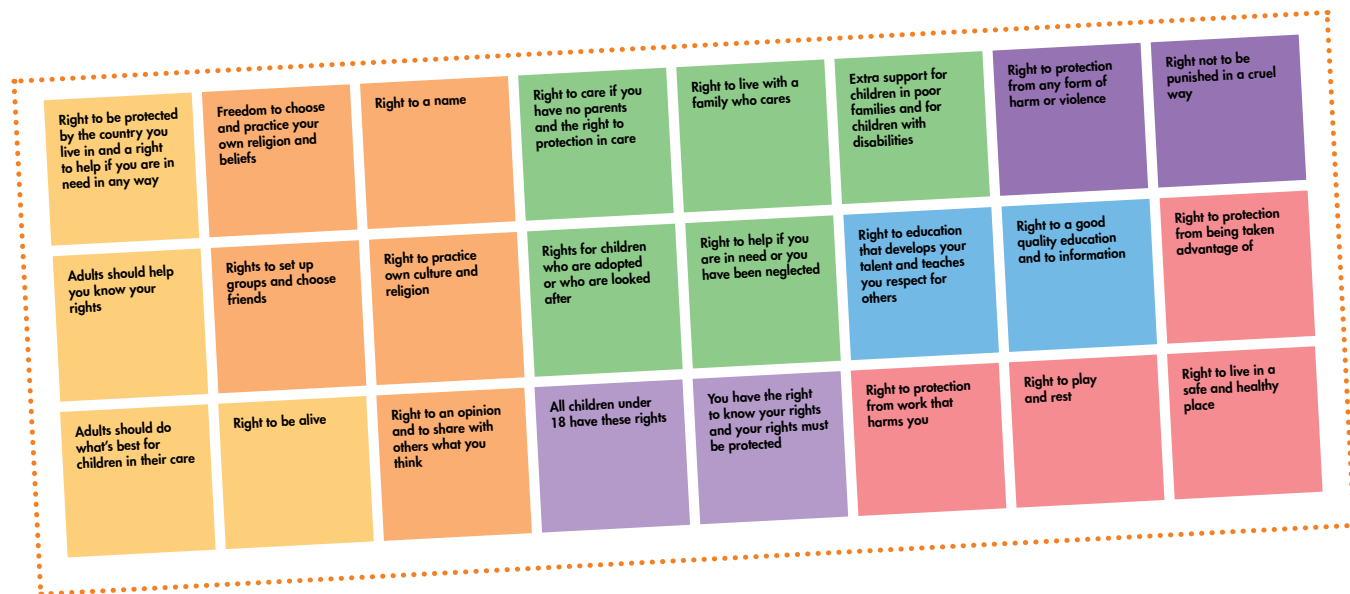 Right to be protected
by the country you
live in and a right
to help if you are in
need in any way
Freedom to choose
and practice your
own religion and
beliefs
Right to a name
Right to care if you
have no parents
and the right to
protection in care
Right to live with a
family who cares
Extra support for
children in poor
families and for
children with
disabilities
Right to protection
from any form of
harm or violence
Right not to be
punished in a cruel
way
Adults should help
you know your
rights
Rights to set up
groups and choose
friends
Right to practice
own culture and
religion
Rights for children
who are adopted
or who are looked
after
Right to help if you
are in need or you
have been neglected
Right to education
that develops your
talent and teaches
you respect for
others
Right to a good
quality education
and to information
Right to protection
from being taken
advantage of
Adults should do
what's best for
children in their care
Right to be alive
Right to an opinion
and to share with
others what you
think
All children under
18 have these rights
You have the right
to know your rights
and your rights must
be protected
Right to protection
from work that
harms you
Right to play
and rest
Right to live in a
safe and healthy
place